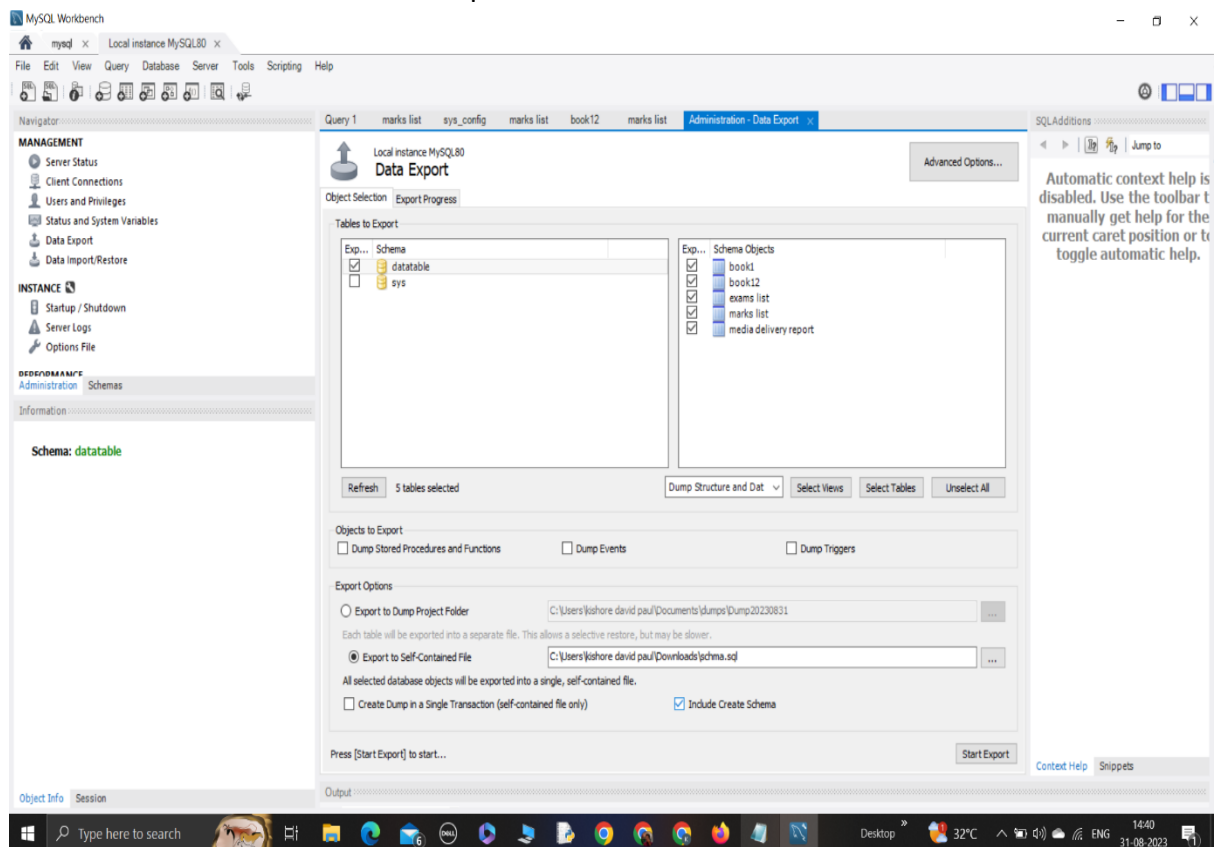 MySQL Workbench
mysql × Local instance MySQL80 ×
File Edit View Query Database Server Tools Scripting Help
Navigator
MANAGEMENT
Server Status
Client Connections
Users and Privileges
Status and System Variables
Data Export
Data Import/Restore
INSTANCE
Startup / Shutdown
Server Logs
Options File
PERFORMANCE
Administration Schemas
Information
Schema: datatable
Object Info Session
Query 1 marks list sys_config marks list book12 marks list Administration - Data Export ×
Local instance MySQL80
Data Export
Advanced Options...
Object Selection Export Progress
Tables to Export
Exp... Schema
datatable
sys
Exp... Schema Objects
book1
book12
exams list
marks list
media delivery report
Refresh 5 tables selected Dump Structure and Dat Select Views Select Tables Unselect All
Objects to Export
Dump Stored Procedures and Functions Dump Events Dump Triggers
Export Options
Export to Dump Project Folder C:\Users\kishore david paul\Documents\dumps\Dump20230831 ...
Each table will be exported into a separate file. This allows a selective restore, but may be slower.
Export to Self-Contained File C:\Users\kishore david paul\Downloads\schma.sql ...
All selected database objects will be exported into a single, self-contained file.
Create Dump in a Single Transaction (self-contained file only) Include Create Schema
Press [Start Export] to start... Start Export
Output
SQLAdditions
Jump to
Automatic context help is
disabled. Use the toolbar t
manually get help for the
current caret position or to
toggle automatic help.
Context Help Snippets
Type here to search
6
DELL
Desktop
32°C
ENG
14:40
31-08-2023
1